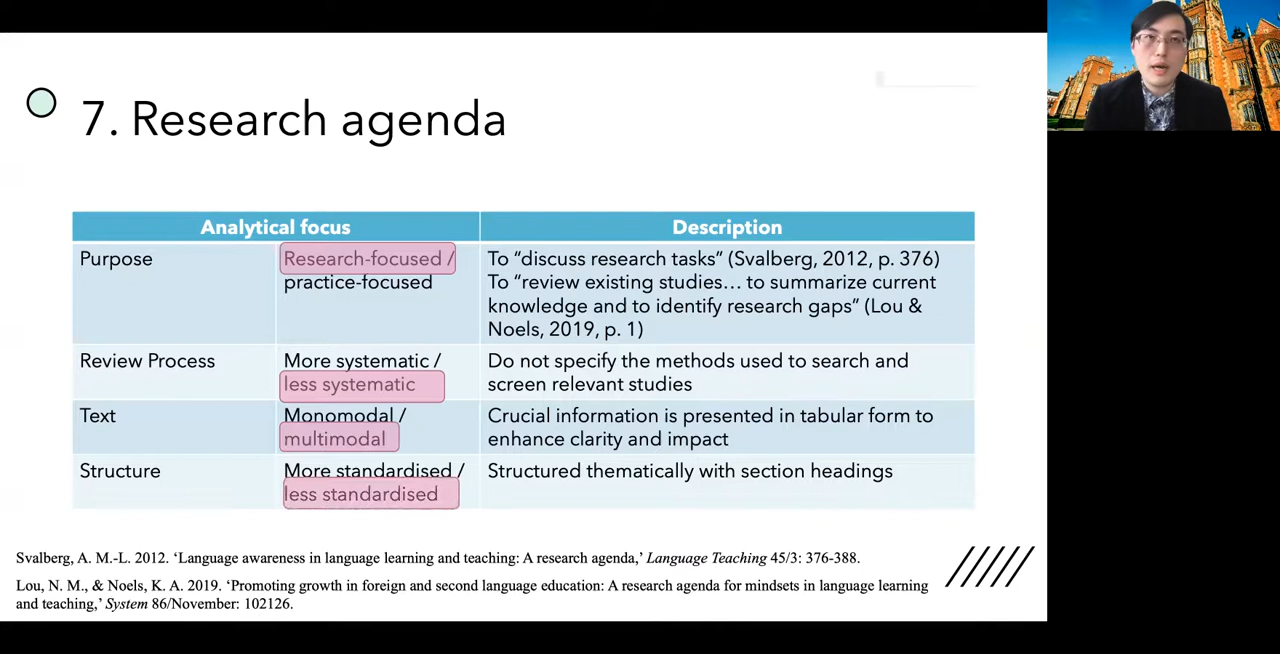 7. Research agenda
Analytical focus
Description
Purpose
Research-focused /
practice-focused
To “discuss research tasks” (Svalberg, 2012, p. 376)
To “review existing studies… to summarize current
knowledge and to identify research gaps” (Lou &
Noels, 2019, p. 1)
Review Process
More systematic /
less systematic
Do not specify the methods used to search and
screen relevant studies
Text
Monomodal /
multimodal
Crucial information is presented in tabular form to
enhance clarity and impact
Structure
More standardised /
less standardised
Structured thematically with section headings
Svalberg, A. M.-L. 2012. ‘Language awareness in language learning and teaching: A research agenda,’ Language Teaching 45/3: 376-388.
Lou, N. M., & Noels, K. A. 2019. ‘Promoting growth in foreign and second language education: A research agenda for mindsets in language learning
and teaching,’ System 86/November: 102126.